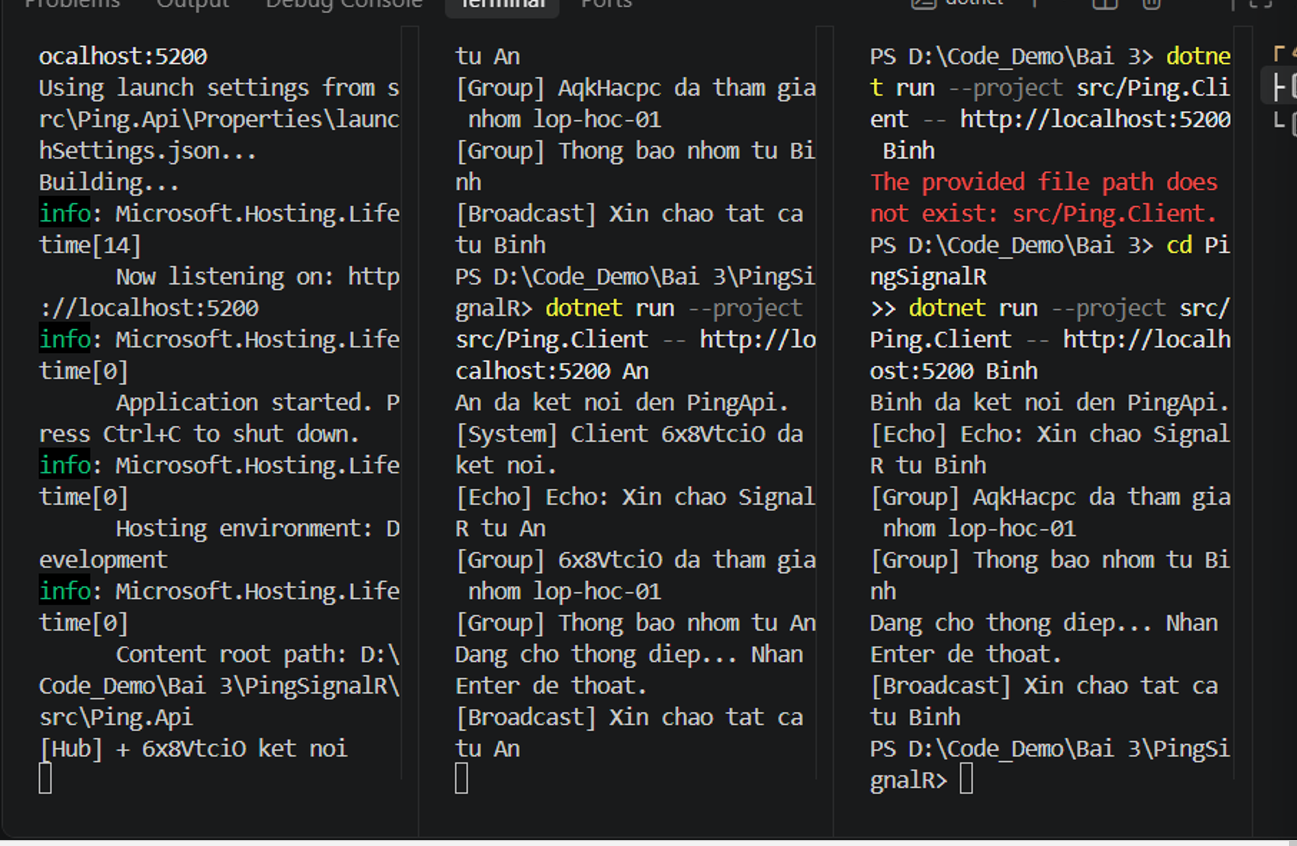 Problems Output Debug Console Terminal Ports dotnet
ocalhost:5200
Using launch settings from s
rc\Ping.Api\Properties\launc
hSettings.json...
Building...
info: Microsoft.Hosting.Life
time[14]
Now listening on: http
://localhost:5200
info: Microsoft.Hosting.Life
time[0]
Application started. P
ress Ctrl+C to shut down.
info: Microsoft.Hosting.Life
time[0]
Hosting environment: D
evelopment
info: Microsoft.Hosting.Life
time[0]
Content root path: D:\
Code_Demo\Bai 3\PingSignalR\
src\Ping.Api
[Hub] + 6x8VtciO ket noi
tu An
[Group] AqkHacpc da tham gia
nhom lop-hoc-01
[Group] Thong bao nhom tu Bi
nh
[Broadcast] Xin chao tat ca
tu Binh
PS D:\Code_Demo\Bai 3\PingSi
gnalR> dotnet run --project
src/Ping.Client -- http://lo
calhost:5200 An
An da ket noi den PingApi.
[System] Client 6x8VtciO da
ket noi.
[Echo] Echo: Xin chao Signal
R tu An
[Group] 6x8VtciO da tham gia
nhom lop-hoc-01
[Group] Thong bao nhom tu An
Dang cho thong diep... Nhan
Enter de thoat.
[Broadcast] Xin chao tat ca
tu An
PS D:\Code_Demo\Bai 3> dotne
t run --project src/Ping.Cli
ent -- http://localhost:5200
Binh
The provided file path does
not exist: src/Ping.Client.
PS D:\Code_Demo\Bai 3> cd Pi
ngSignalR
>> dotnet run --project src/
Ping.Client -- http://localh
ost:5200 Binh
Binh da ket noi den PingApi.
[Echo] Echo: Xin chao Signal
R tu Binh
[Group] AqkHacpc da tham gia
nhom lop-hoc-01
[Group] Thong bao nhom tu Bi
nh
Dang cho thong diep... Nhan
Enter de thoat.
[Broadcast] Xin chao tat ca
tu Binh
PS D:\Code_Demo\Bai 3\PingSi
gnalR>